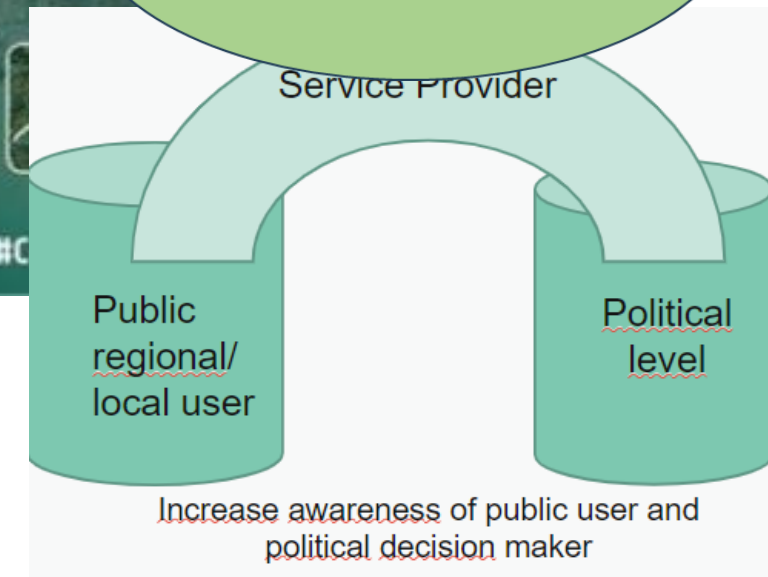 Service Provider
#C
Public
regional/
local user
Political
level
Increase awareness of public user and
political decision maker